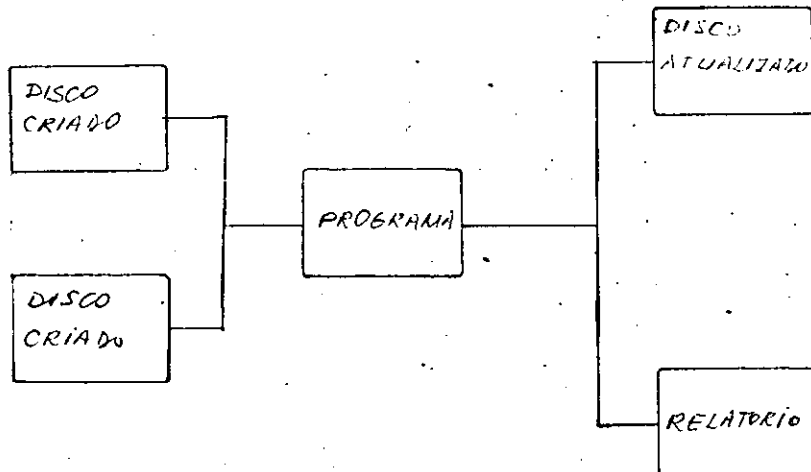 DISCO
CRIADO
DISCO
CRIADO
PROGRAMA
DISCO
ATUALIZADO
RELATORIO